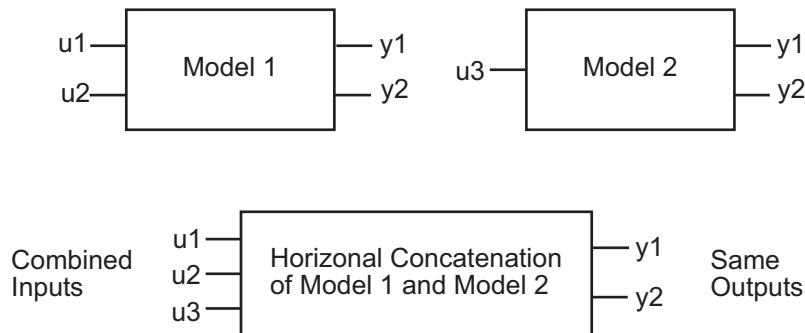 u1
u2
Model 1
y1
y2
u3
Model 2
y1
y2
Combined
Inputs
u1
u2
u3
Horizonal Concatenation
of Model 1 and Model 2
y1
y2
Same
Outputs